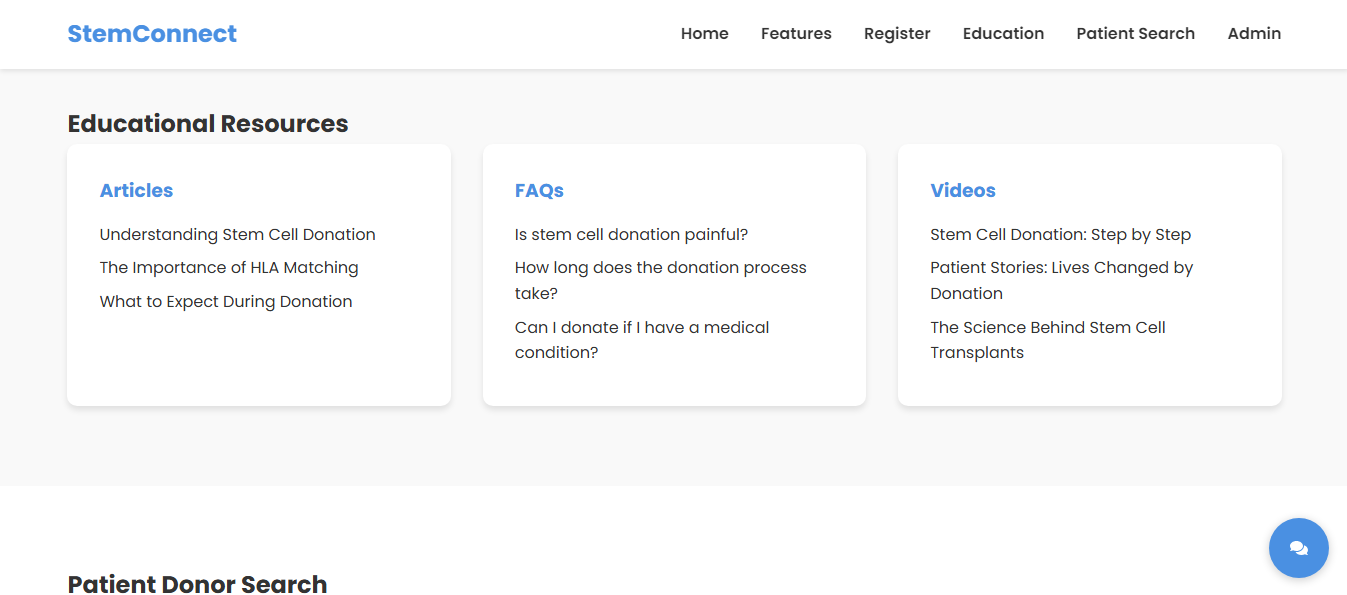 StemConnect
Home
Features
Register
Education
Patient Search
Admin
Educational Resources
Articles
Understanding Stem Cell Donation
The Importance of HLA Matching
What to Expect During Donation
FAQs
Is stem cell donation painful?
How long does the donation process
take?
Can I donate if I have a medical
condition?
Videos
Stem Cell Donation: Step by Step
Patient Stories: Lives Changed by
Donation
The Science Behind Stem Cell
Transplants
Patient Donor Search